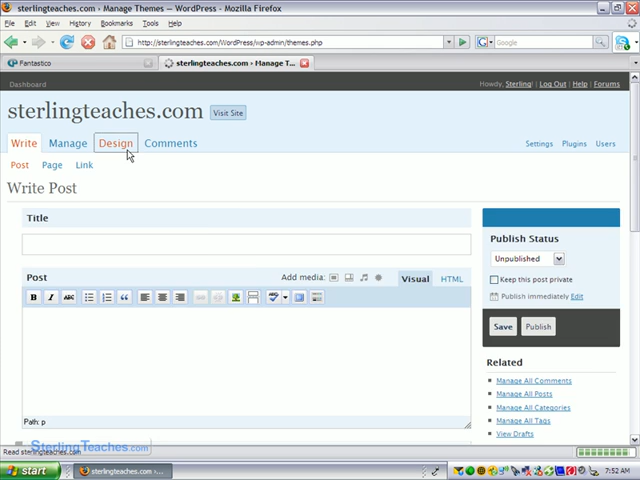 sterlingteaches.com › Manage Themes — WordPress - Mozilla Firefox
File Edit View History Bookmarks Tools Help
http://sterlingteaches.com/WordPress/wp-admin/themes.php
Google
Fantastico
sterlingteaches.com › Manage T...
Dashboard
Howdy, Sterling! | Log Out | Help | Forums
sterlingteaches.com
Visit Site
Write Manage Design Comments
Settings Plugins Users
Post Page Link
Write Post
Title
Publish Status
Unpublished
Keep this post private
Publish immediately Edit
Save Publish
Post
Add media:
Visual HTML
B I ABC
Path: p
Related
Manage All Comments
Manage All Posts
Manage All Categories
Manage All Tags
View Drafts
SterlingTeaches.com
Read sterlingteaches.com
start
sterlingteaches.com ›...
7:52 AM